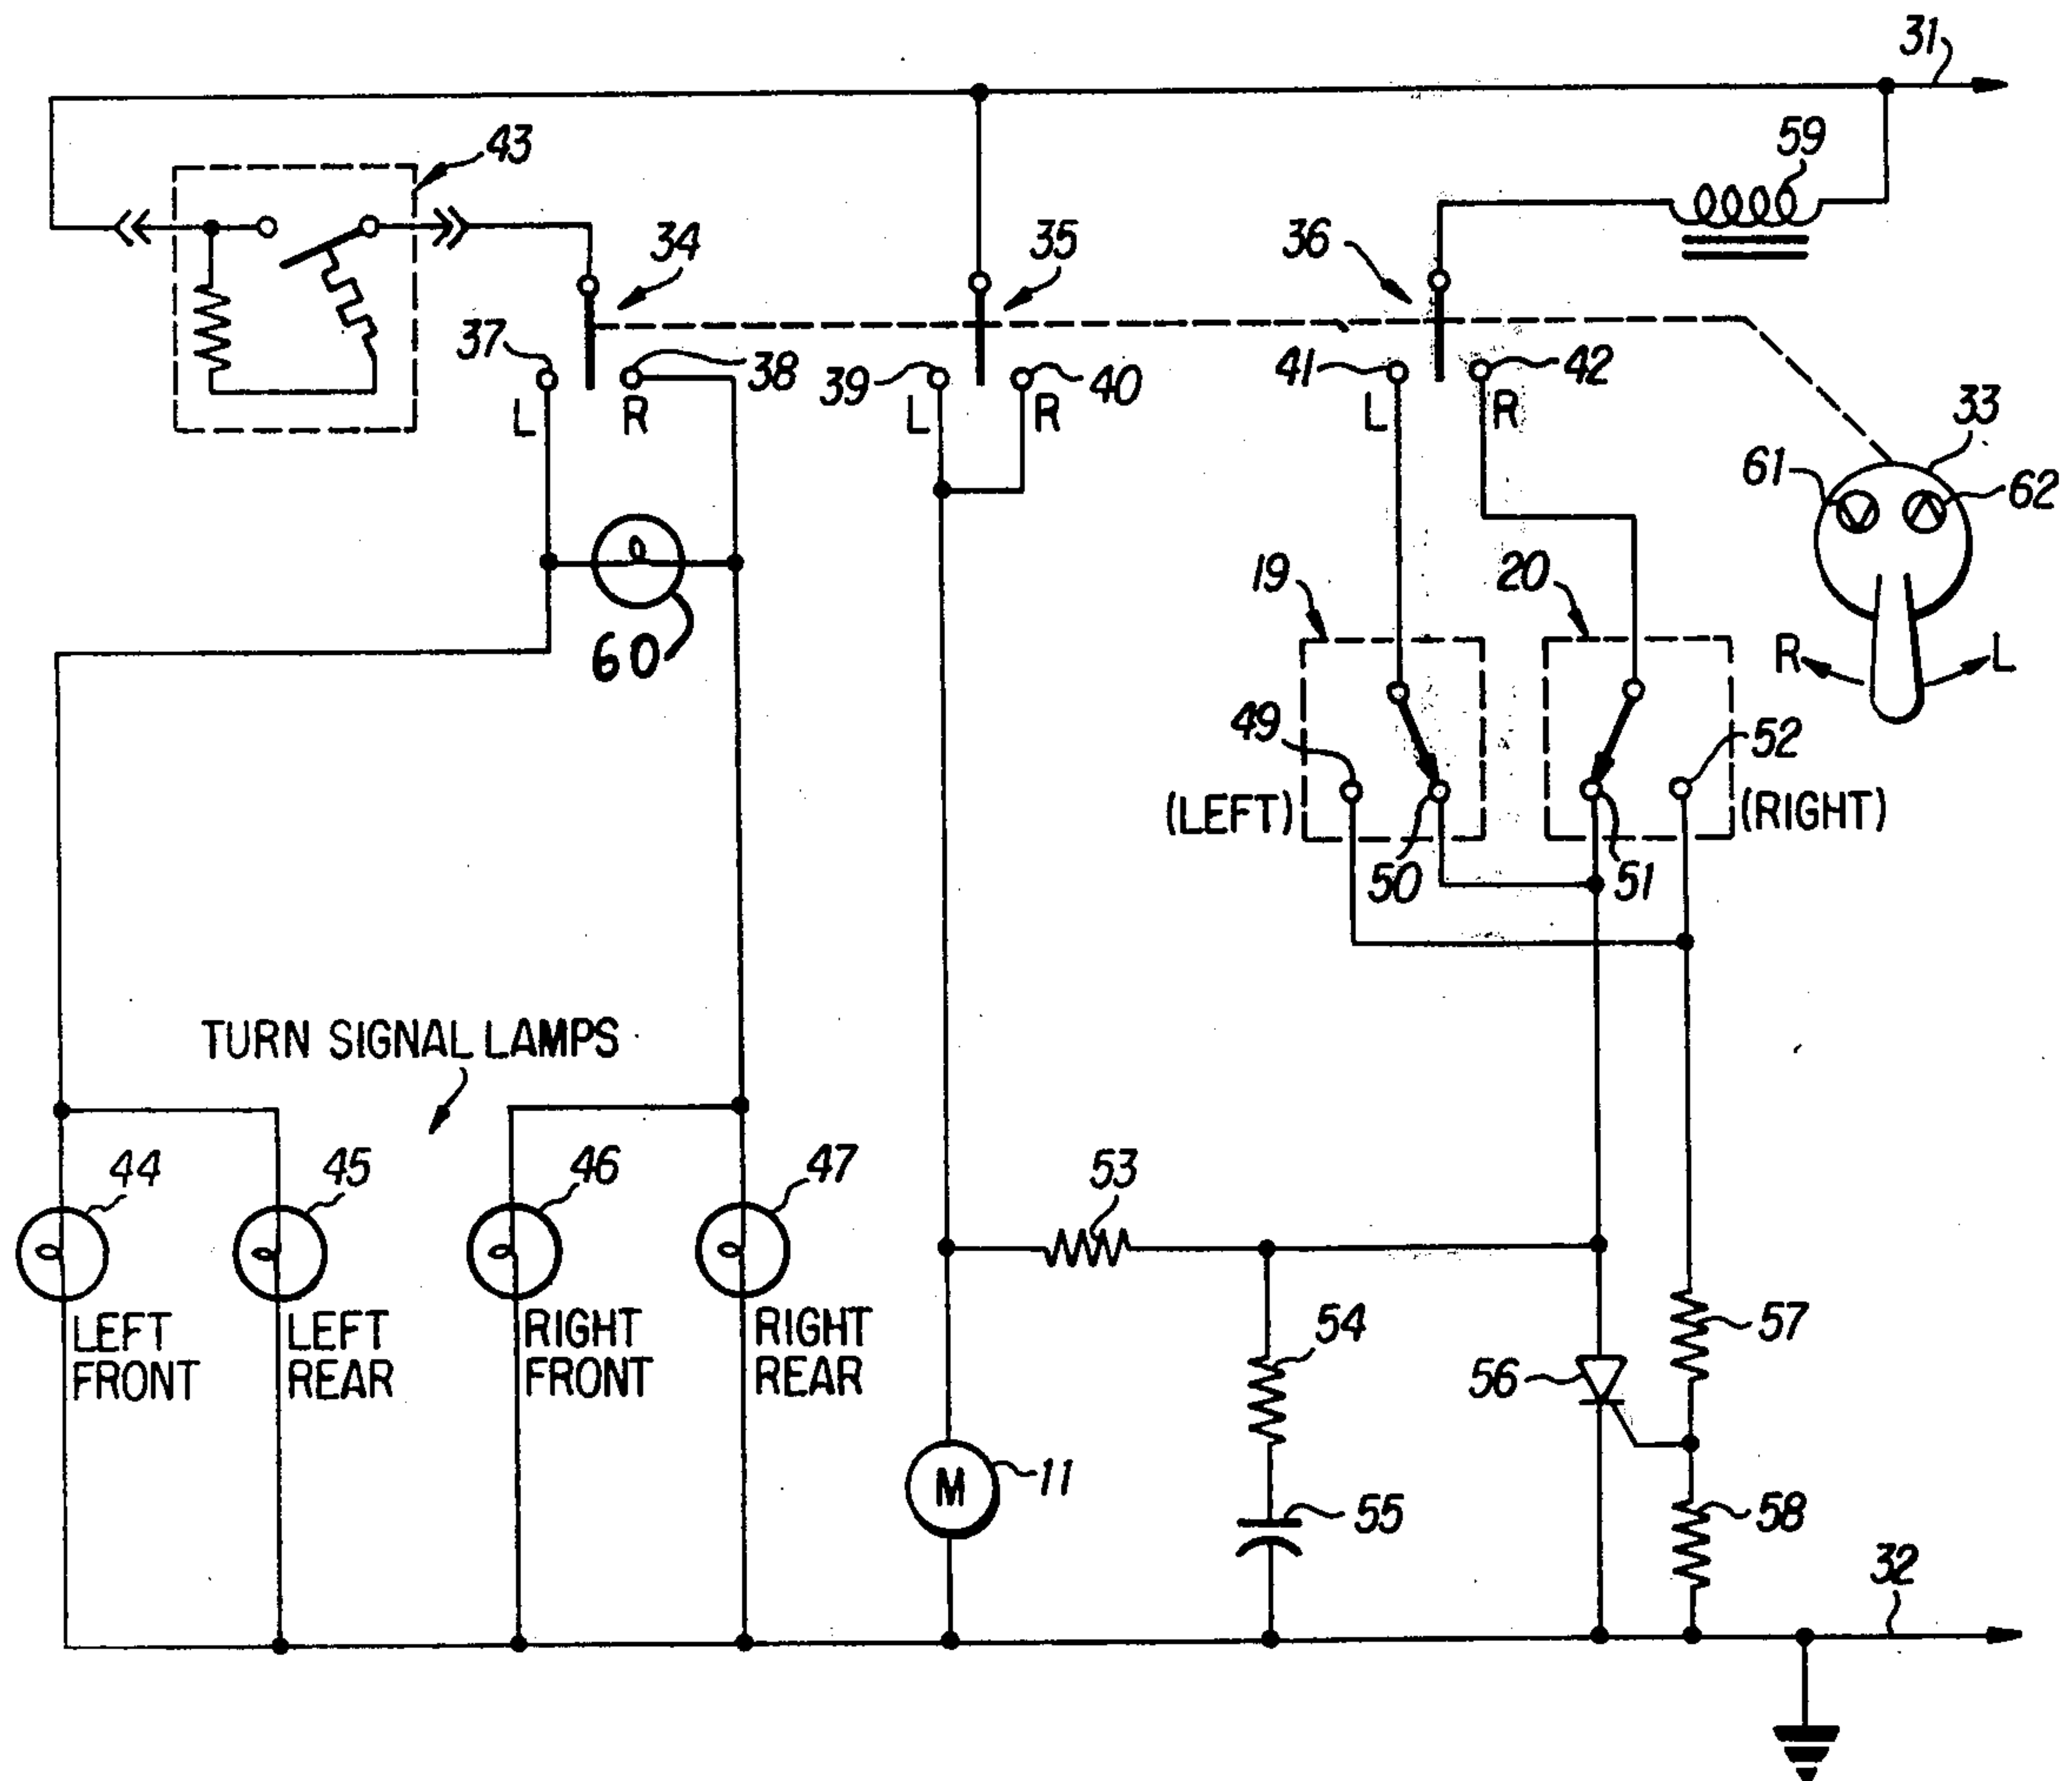 31
59
43
34
35
36
37
38
39
40
41
42
L
R
L
R
L
R
33
61
62
19
20
R
L
60
49
52
(LEFT)
(RIGHT)
50
51
TURN SIGNAL LAMPS
44
45
46
47
53
LEFT
FRONT
LEFT
REAR
RIGHT
FRONT
RIGHT
REAR
54
57
56
M
11
55
58
32